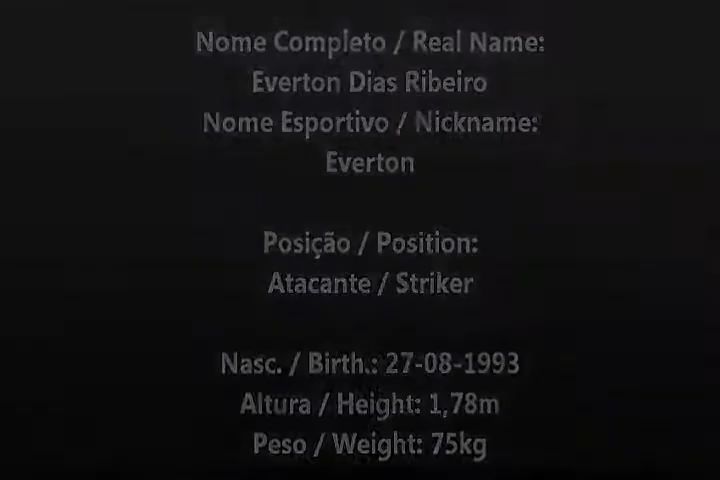 Nome Completo / Real Name:
Everton Dias Ribeiro
Nome Esportivo / Nickname:
Everton
Posição / Position:
Atacante / Striker
Nasc. / Birth.: 27-08-1993
Altura / Height: 1,78m
Peso / Weight: 75kg